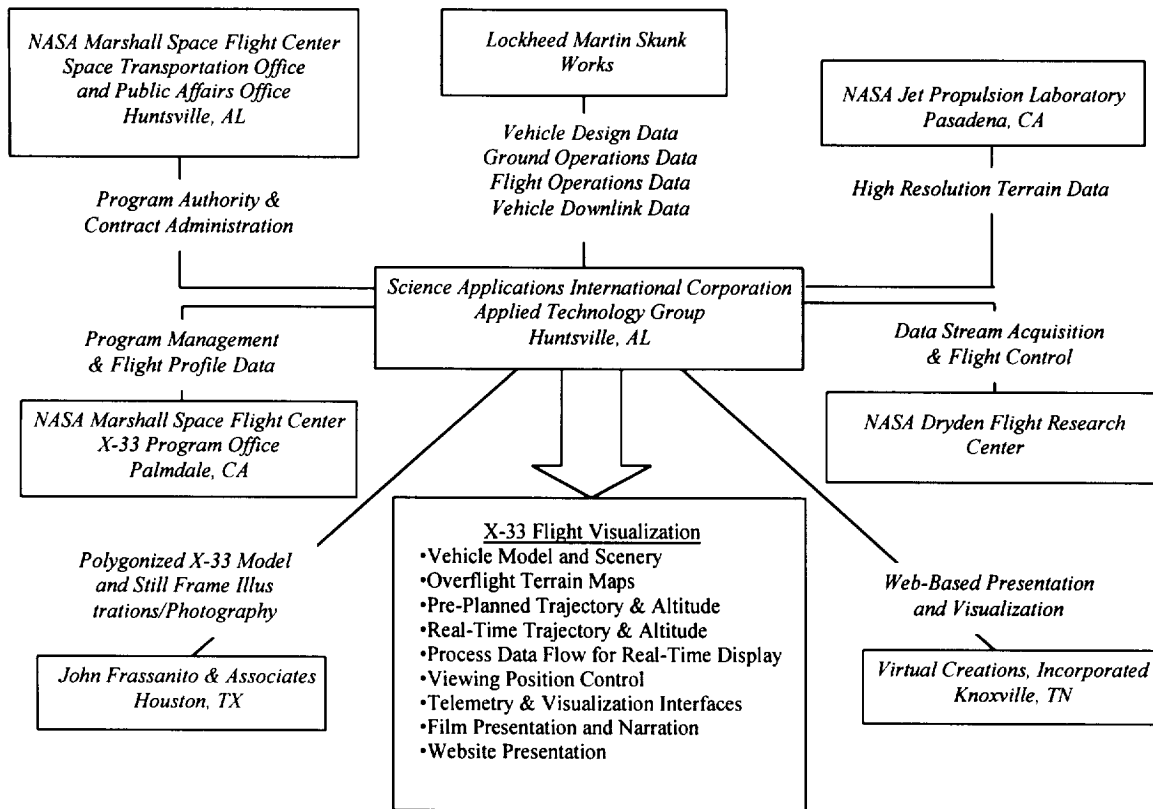 NASA Marshall Space Flight Center
Space Transportation Office
and Public Affairs Office
Huntsville, AL
Lockheed Martin Skunk
Works
NASA Jet Propulsion Laboratory
Pasadena, CA
Program Authority &
Contract Administration
Vehicle Design Data
Ground Operations Data
Flight Operations Data
Vehicle Downlink Data
High Resolution Terrain Data
Science Applications International Corporation
Applied Technology Group
Huntsville, AL
Program Management
& Flight Profile Data
Data Stream Acquisition
& Flight Control
NASA Marshall Space Flight Center
X-33 Program Office
Palmdale, CA
NASA Dryden Flight Research
Center
Polygonized X-33 Model
and Still Frame Illus
trations/Photography
X-33 Flight Visualization
•Vehicle Model and Scenery
•Overflight Terrain Maps
•Pre-Planned Trajectory & Altitude
•Real-Time Trajectory & Altitude
•Process Data Flow for Real-Time Display
•Viewing Position Control
•Telemetry & Visualization Interfaces
•Film Presentation and Narration
•Website Presentation
Web-Based Presentation
and Visualization
John Frassanito & Associates
Houston, TX
Virtual Creations, Incorporated
Knoxville, TN